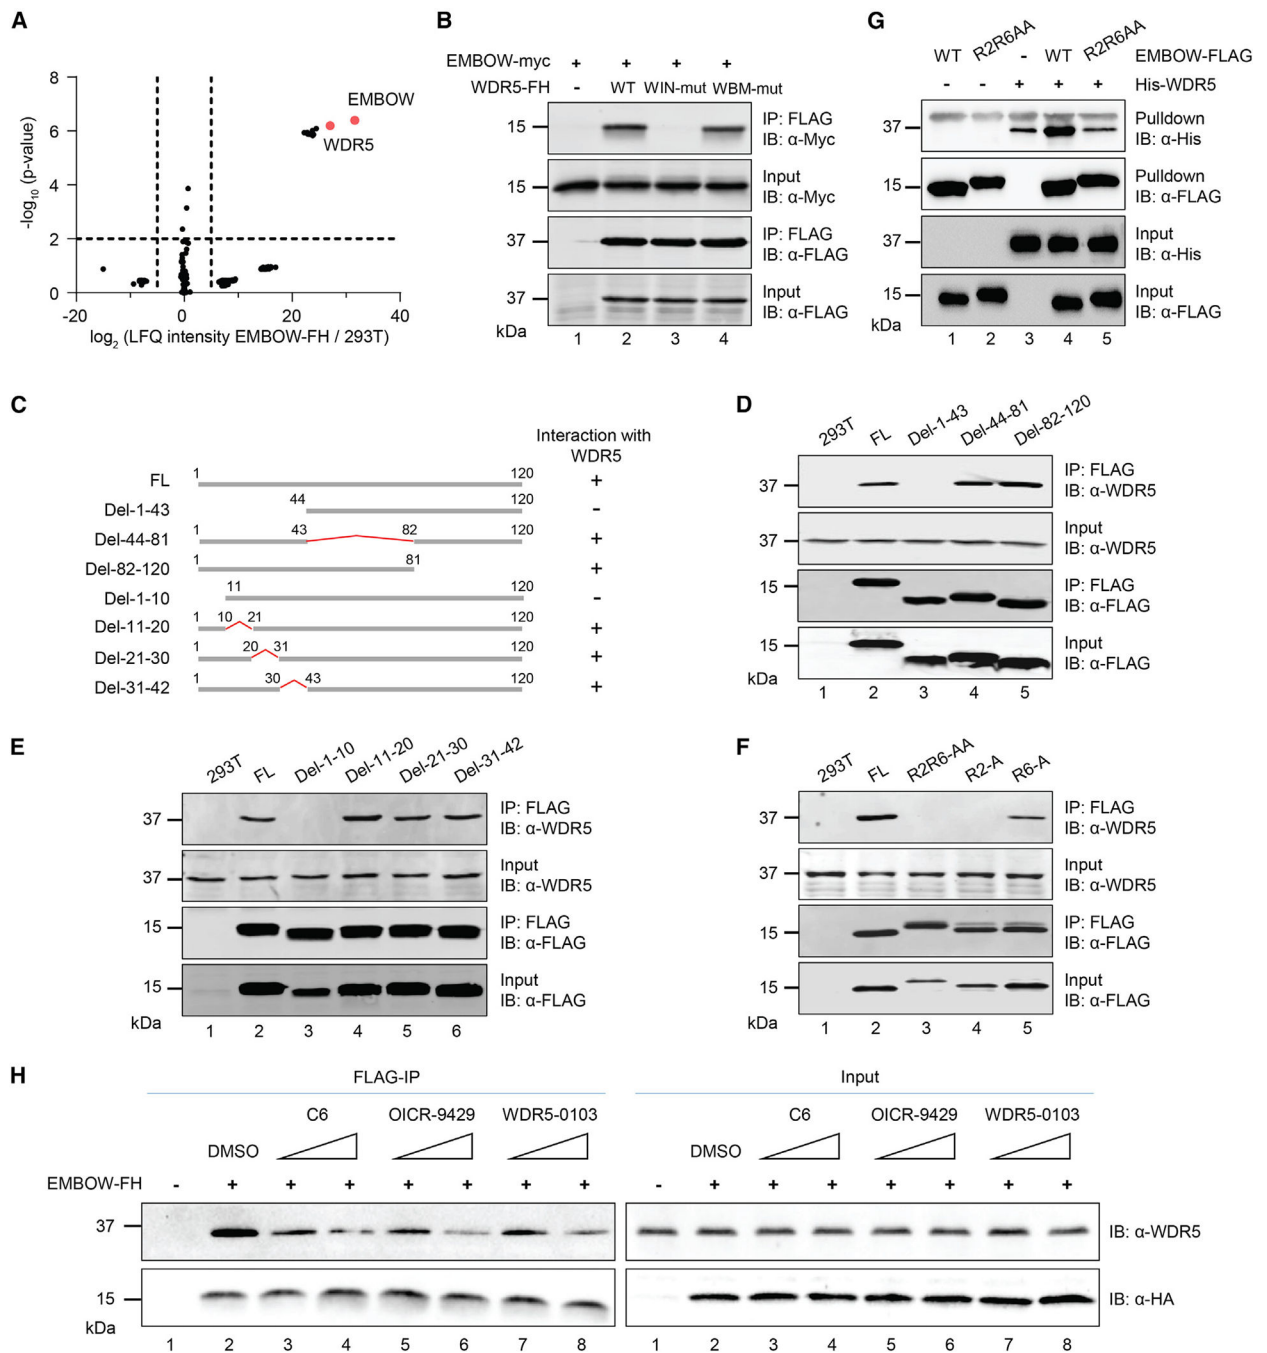 A
8
6
4
2
0
-log10 (p-value)
EMBOW
WDR5
-20 0 20 40
log2 (LFQ intensity EMBOW-FH / 293T)
B
EMBOW-myc + + + +
WDR5-FH - WT WIN-mut WBM-mut
15 IP: FLAG
IB: α-Myc
15 Input
IB: α-Myc
37 IP: FLAG
IB: α-FLAG
37 Input
IB: α-FLAG
kDa
1 2 3 4
G
WT R2R6AA - WT R2R6AA EMBOW-FLAG
- - + + + His-WDR5
37 Pulldown
IB: α-His
15 Pulldown
IB: α-FLAG
37 Input
IB: α-His
15 Input
IB: α-FLAG
kDa
1 2 3 4 5
C
Interaction with
WDR5
FL 1 120 +
Del-1-43 44 120 -
Del-44-81 1 43 82 120 +
Del-82-120 1 81 +
Del-1-10 11 120 -
Del-11-20 1 10 21 120 +
Del-21-30 1 20 31 120 +
Del-31-42 1 30 43 120 +
D
293T FL Del-1-43 Del-44-81 Del-82-120
37 IP: FLAG
IB: α-WDR5
37 Input
IB: α-WDR5
15 IP: FLAG
IB: α-FLAG
15 Input
IB: α-FLAG
kDa
1 2 3 4 5
E
293T FL Del-1-10 Del-11-20 Del-21-30 Del-31-42
37 IP: FLAG
IB: α-WDR5
37 Input
IB: α-WDR5
15 IP: FLAG
IB: α-FLAG
15 Input
IB: α-FLAG
kDa
1 2 3 4 5 6
F
293T FL R2R6-AA R2-A R6-A
37 IP: FLAG
IB: α-WDR5
37 Input
IB: α-WDR5
15 IP: FLAG
IB: α-FLAG
15 Input
IB: α-FLAG
kDa
1 2 3 4 5
H
FLAG-IP Input
C6 OICR-9429 WDR5-0103 C6 OICR-9429 WDR5-0103
DMSO DMSO
EMBOW-FH - + + + + + + + - + + + + + + +
37 IB: α-WDR5
15 IB: α-HA
kDa
1 2 3 4 5 6 7 8 1 2 3 4 5 6 7 8